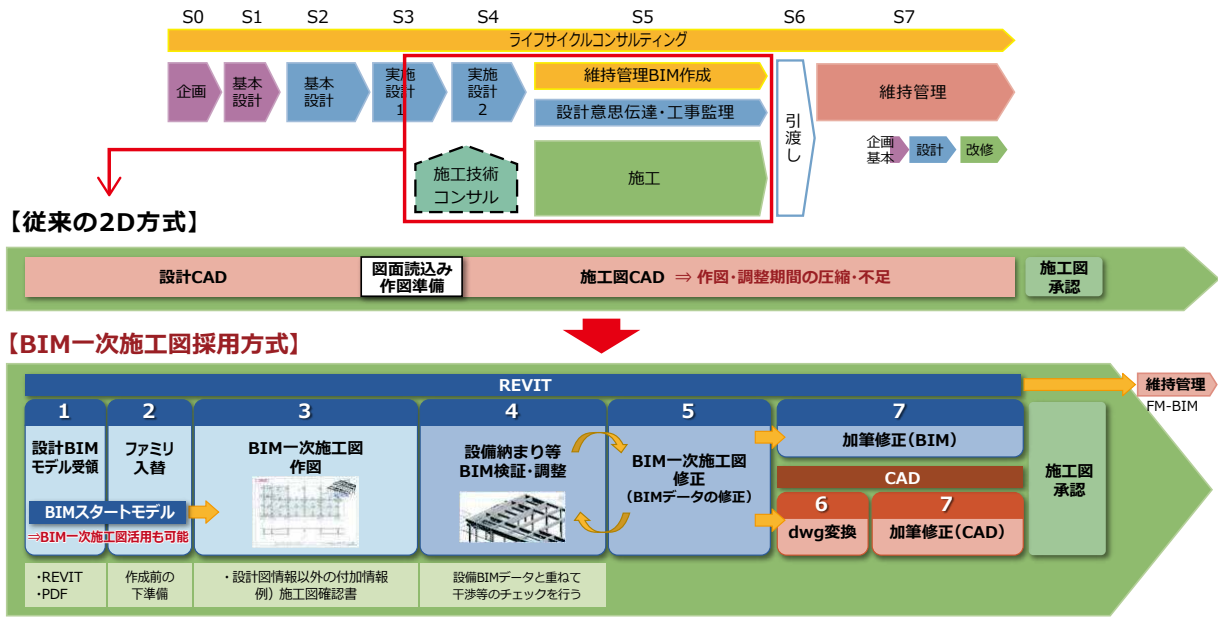 S0 S1 S2 S3 S4 S5 S6 S7
ライフサイクルコンサルティング
企画
基本
設計
基本
設計
実施
設計
1
実施
設計
2
維持管理BIM作成
設計意思伝達・工事監理
施工技術
コンサル
施工
引渡し
維持管理
企画
基本
設計
改修
【従来の2D方式】
設計CAD
図面読込み
作図準備
施工図CAD ⇒ 作図・調整期間の圧縮・不足
施工図
承認
【BIM一次施工図採用方式】
REVIT
維持管理
FM-BIM
1
設計BIM
モデル受領
2
ファミリ
入替
BIMスタートモデル
⇒BIM一次施工図活用も可能
3
BIM一次施工図
作図
4
設備納まり等
BIM検証・調整
5
BIM一次施工図
修正
(BIMデータの修正)
7
加筆修正(BIM)
CAD
6
dwg変換
7
加筆修正(CAD)
施工図
承認
・REVIT
・PDF
作成前の
下準備
・設計図情報以外の付加情報
例）施工図確認書
設備BIMデータと重ねて
干渉等のチェックを行う